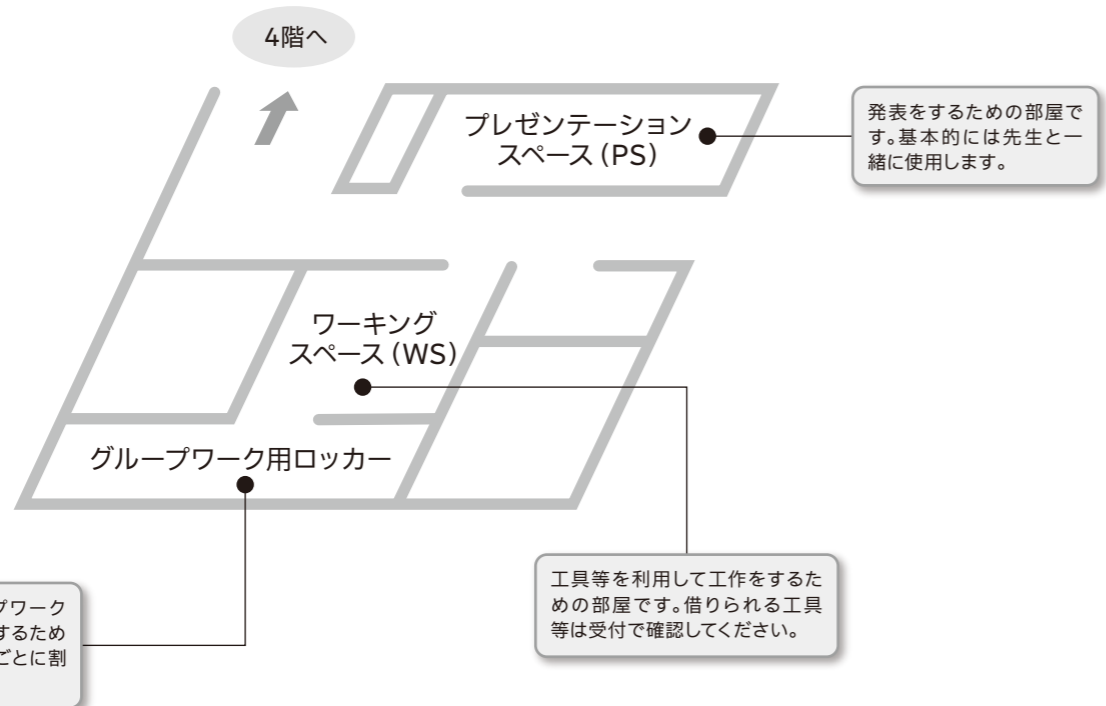 4階へ
プレゼンテーション
スペース（PS）
発表をするための部屋で
す。基本的には先生と一
緒に使用します。
ワーキング
スペース（WS）
グループワーク用ロッカー
工具等を利用して工作をするた
めの部屋です。借りられる工具
等は受付で確認してください。
プワーク
するため
ごとに割